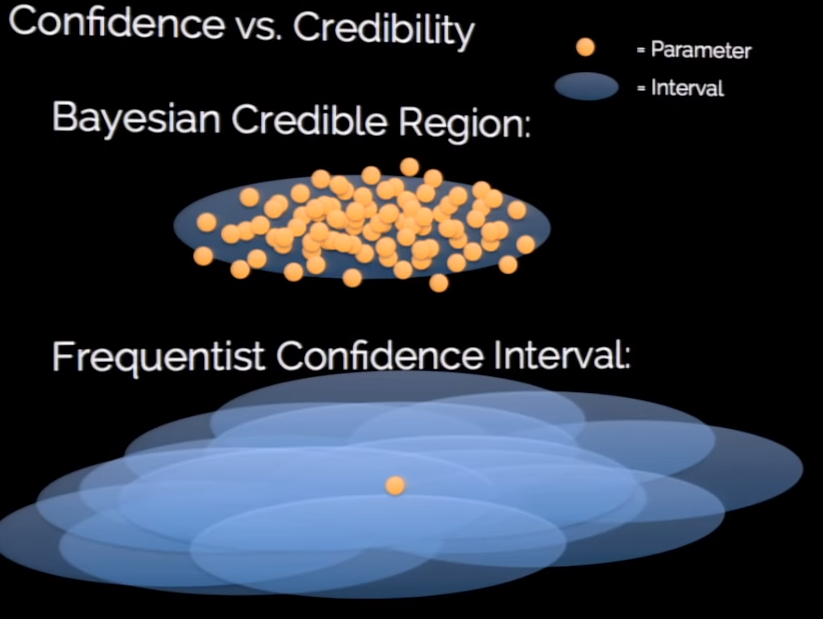 Confidence vs. Credibility
= Parameter
= Interval
Bayesian Credible Region:
Frequentist Confidence Interval: